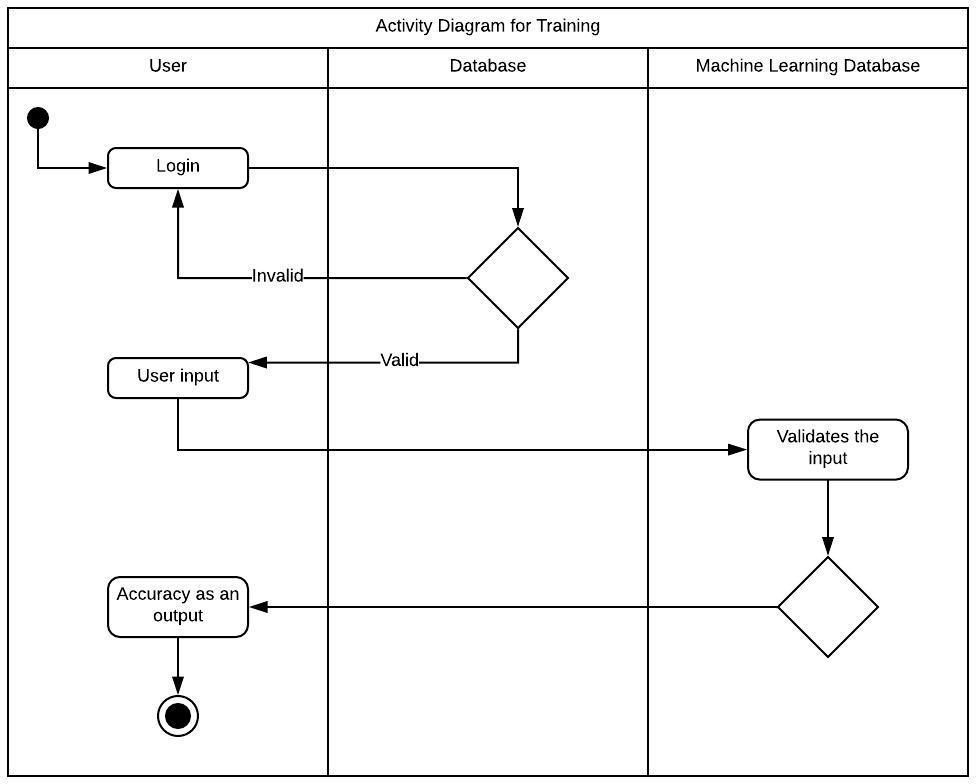 Activity Diagram for Training
User
Database
Machine Learning Database
Login
Invalid
Valid
User input
Validates the
input
Accuracy as an
output